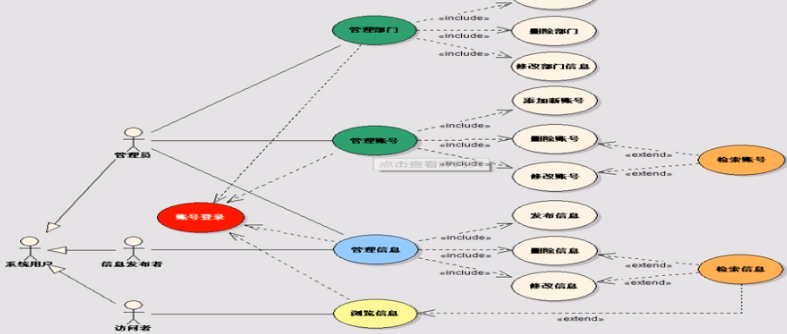 «include»
管理部门
删除部门
«include»
«include»
修改部门信息
添加新账号
«include»
管理员
管理账号
删除账号
«extend»
检索账号
点击查看
«include»
修改账号
«extend»
账号登录
发布信息
«include»
系统用户
信息发布者
管理信息
删除信息
«include»
«extend»
检索信息
«include»
修改信息
«extend»
访问者
浏览信息
«extend»